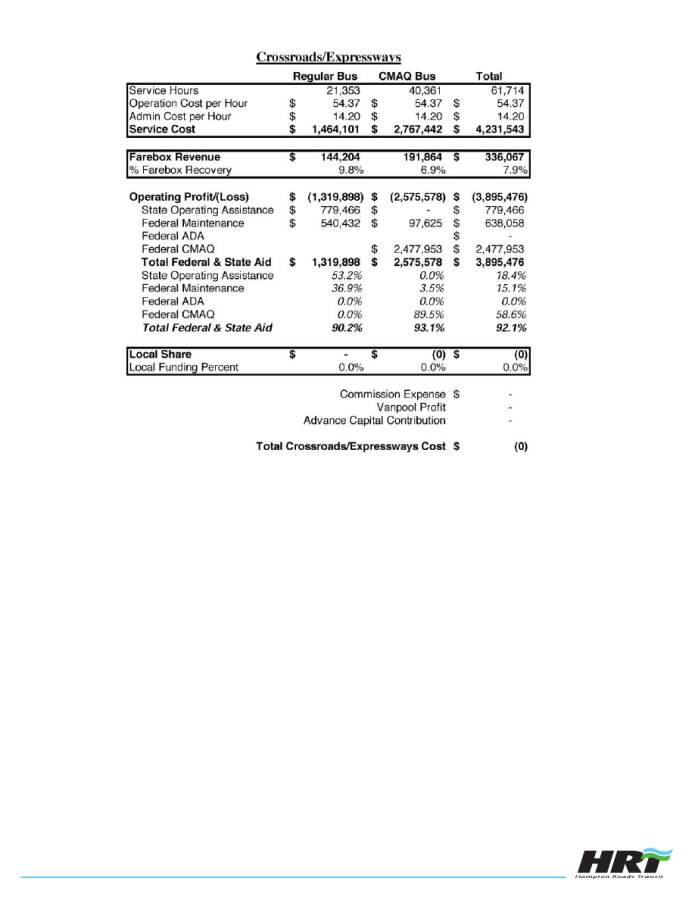 Crossroads/Expressways
Regular Bus CMAQ Bus Total
Service Hours 21,353 40,361 61,714
Operation Cost per Hour $ 54.37 $ 54.37 $ 54.37
Admin Cost per Hour $ 14.20 $ 14.20 $ 14.20
Service Cost $ 1,464,101 $ 2,767,442 $ 4,231,543
Farebox Revenue $ 144,204 191,864 $ 336,067
% Farebox Recovery 9.8% 6.9% 7.9%
Operating Profit/(Loss) $ (1,319,898) $ (2,575,578) $ (3,895,476)
State Operating Assistance $ 779,466 $ - $ 779,466
Federal Maintenance $ 540,432 $ 97,625 $ 638,058
Federal ADA $ -
Federal CMAQ $ 2,477,953 $ 2,477,953
Total Federal & State Aid $ 1,319,898 $ 2,575,578 $ 3,895,476
State Operating Assistance 53.2% 0.0% 18.4%
Federal Maintenance 36.9% 3.5% 15.1%
Federal ADA 0.0% 0.0% 0.0%
Federal CMAQ 0.0% 89.5% 58.6%
Total Federal & State Aid 90.2% 93.1% 92.1%
Local Share $ - $ (0) $ (0)
Local Funding Percent 0.0% 0.0% 0.0%
Commission Expense $ -
Vanpool Profit -
Advance Capital Contribution -
Total Crossroads/Expressways Cost $ (0)
HRT
Hampton Roads Transit